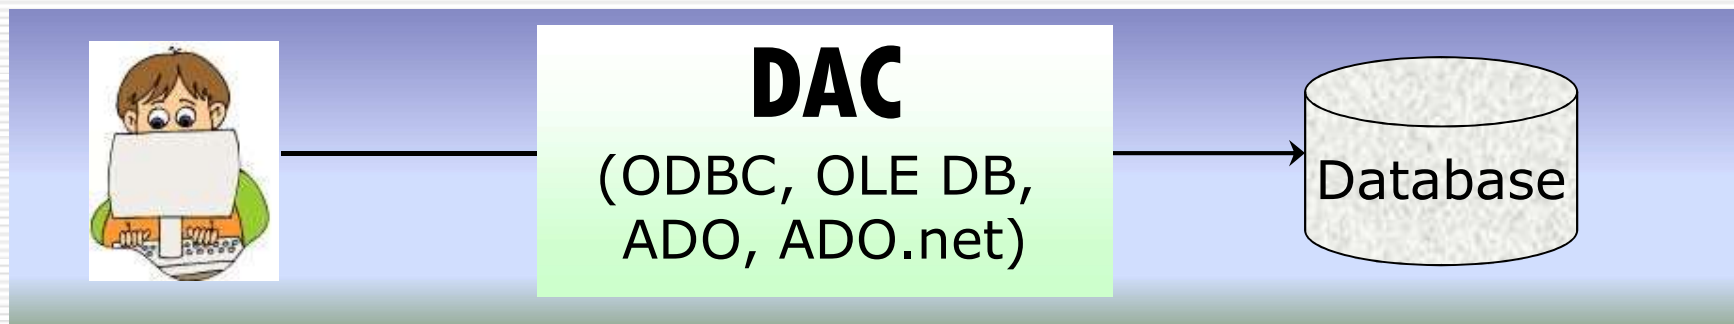 DAC
(ODBC, OLE DB,
ADO, ADO.net)
Database